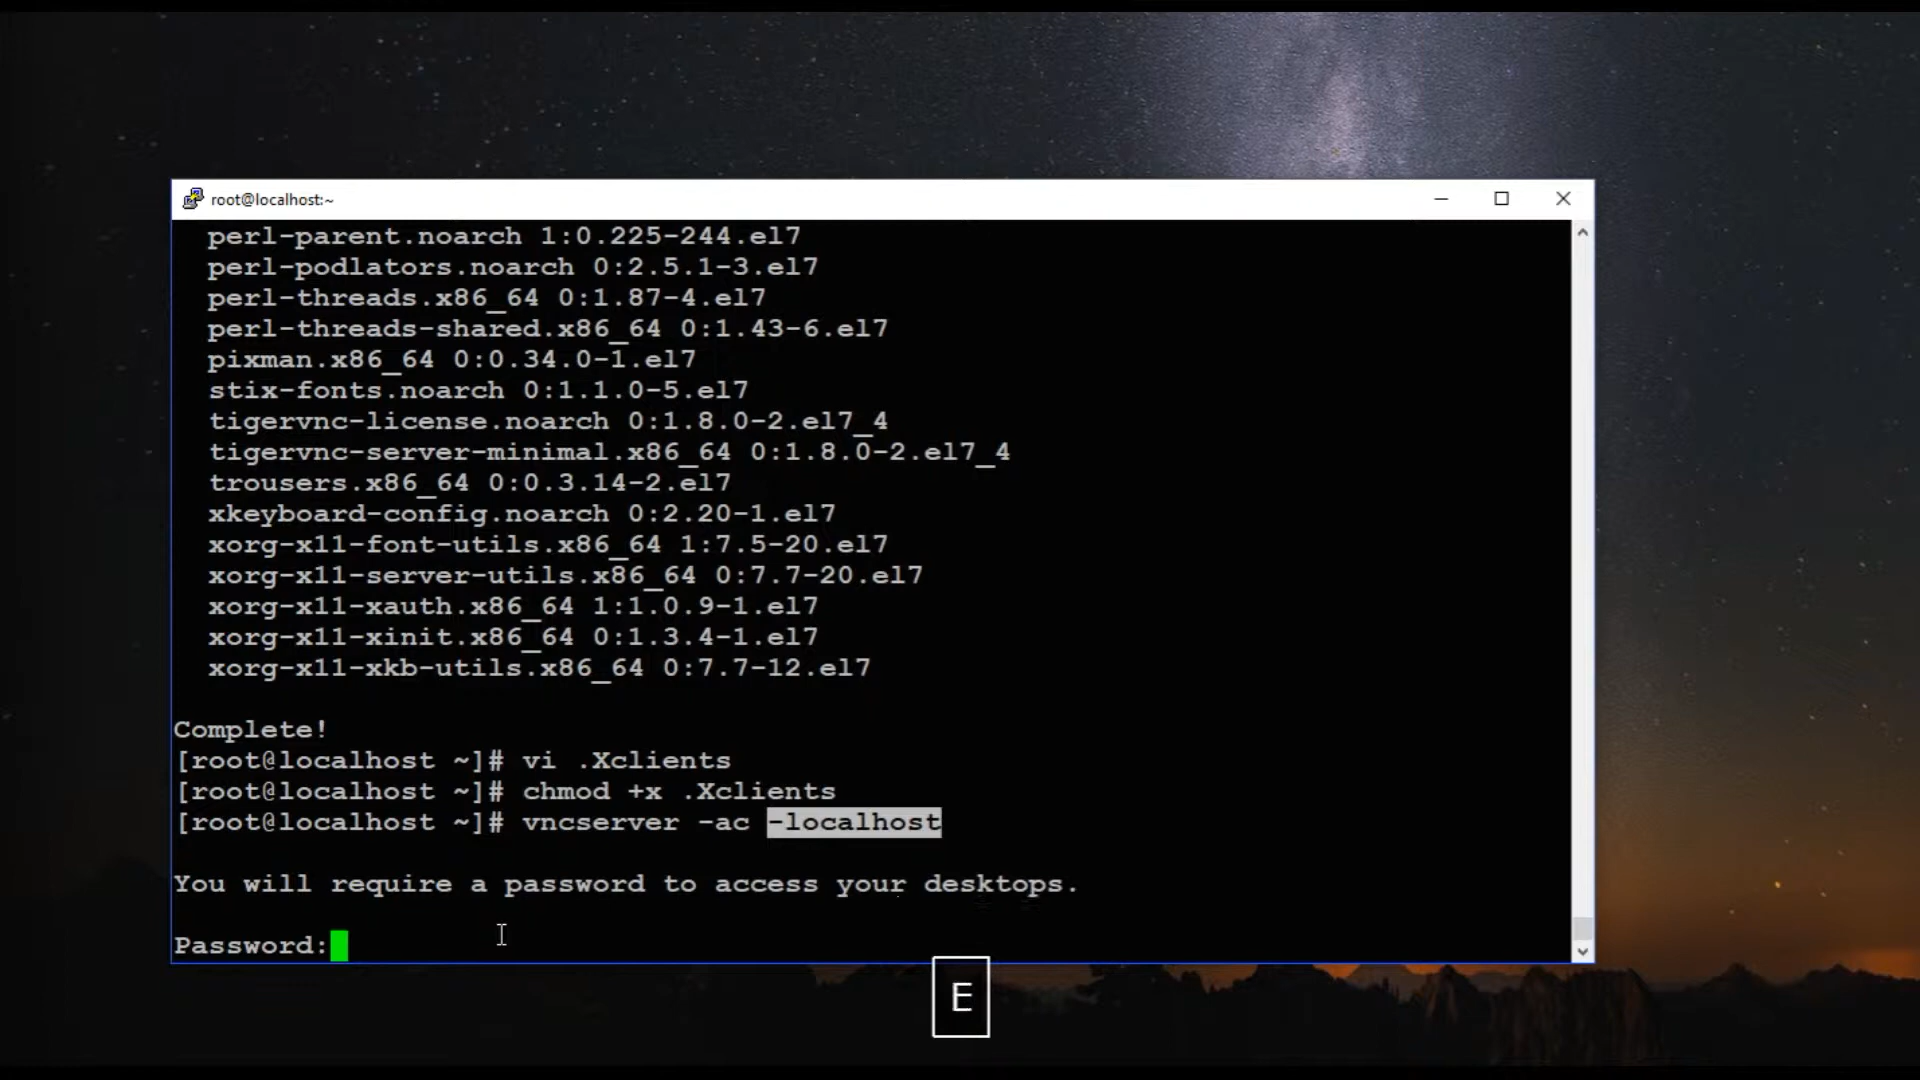 root@localhost:~
perl-parent.noarch 1:0.225-244.el7
perl-podlators.noarch 0:2.5.1-3.el7
perl-threads.x86_64 0:1.87-4.el7
perl-threads-shared.x86_64 0:1.43-6.el7
pixman.x86_64 0:0.34.0-1.el7
stix-fonts.noarch 0:1.1.0-5.el7
tigervnc-license.noarch 0:1.8.0-2.el7_4
tigervnc-server-minimal.x86_64 0:1.8.0-2.el7_4
trousers.x86_64 0:0.3.14-2.el7
xkeyboard-config.noarch 0:2.20-1.el7
xorg-x11-font-utils.x86_64 1:7.5-20.el7
xorg-x11-server-utils.x86_64 0:7.7-20.el7
xorg-x11-xauth.x86_64 1:1.0.9-1.el7
xorg-x11-xinit.x86_64 0:1.3.4-1.el7
xorg-x11-xkb-utils.x86_64 0:7.7-12.el7
Complete!
[root@localhost ~]# vi .Xclients
[root@localhost ~]# chmod +x .Xclients
[root@localhost ~]# vncserver -ac -localhost
You will require a password to access your desktops.
Password:
E